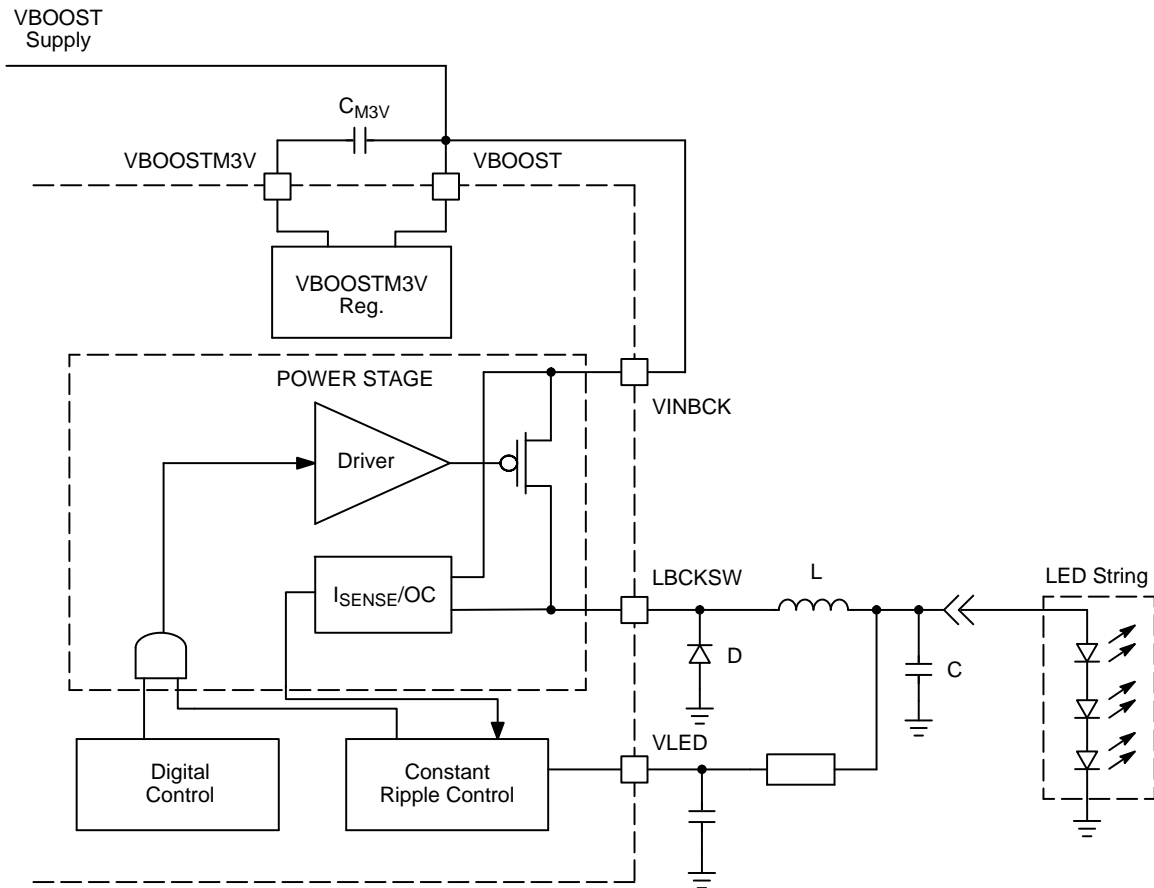 VBOOST
Supply
CM3V
VBOOSTM3V
VBOOST
VBOOSTM3V
Reg.
POWER STAGE
VINBCK
Driver
ISENSE/OC
LBCKSW
L
LED String
D
C
VLED
Digital
Control
Constant
Ripple Control